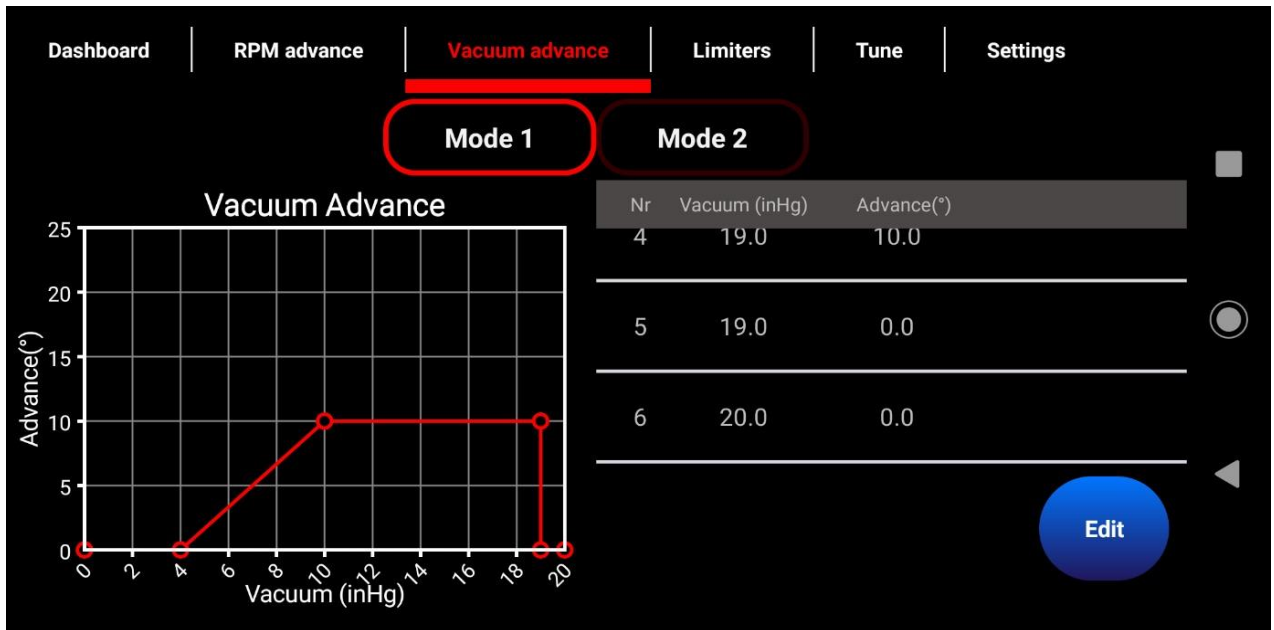 Dashboard RPM advance Vacuum advance Limiters Tune Settings
Mode 1 Mode 2
Vacuum Advance
25
20
15
10
5
0
Advance(°)
0 2 4 6 8 10 12 14 16 18 20
Vacuum (inHg)
Nr Vacuum (inHg) Advance(°)
4 19.0 10.0
5 19.0 0.0
6 20.0 0.0
Edit